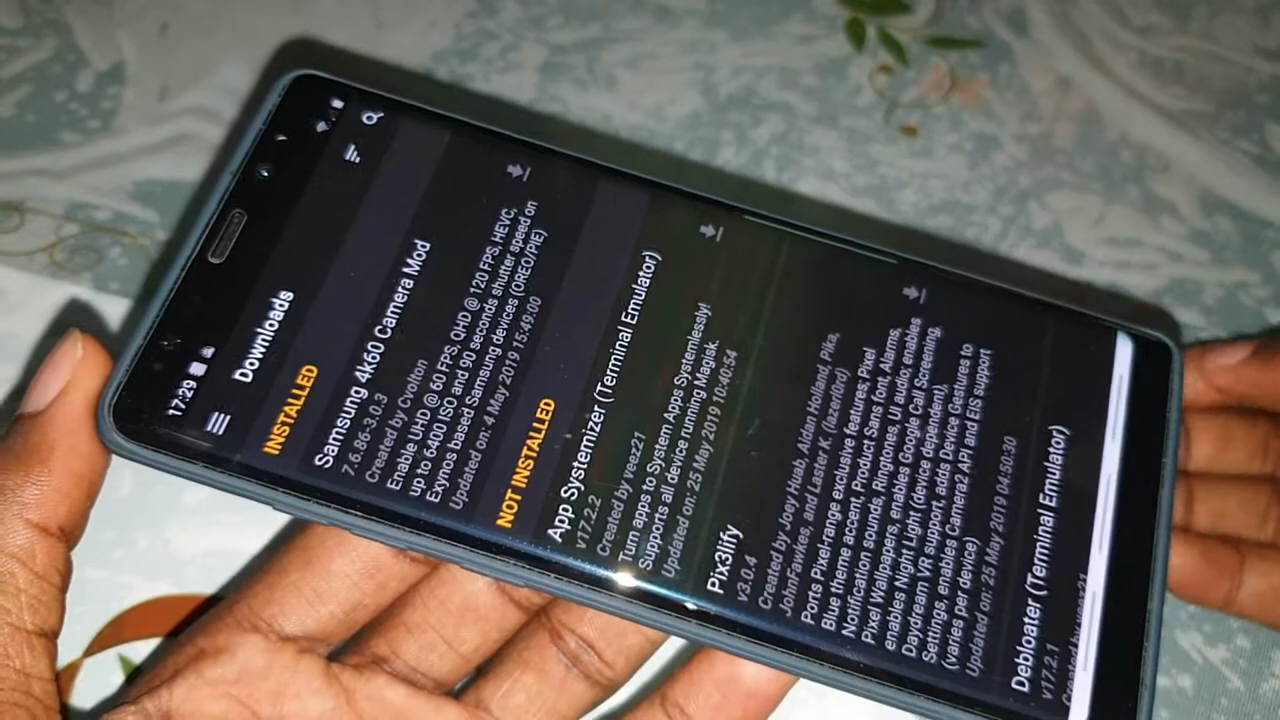 17:29
Downloads
INSTALLED
Samsung 4k60 Camera Mod
7.6.86-3.0.3
Created by Cvolton
Enable UHD @ 60 FPS, QHD @ 120 FPS, HEVC,
up to 6400 ISO and 90 seconds shutter speed on
Exynos based Samsung devices (OREO/PIE)
Updated on: 4 May 2019 15:49:00
NOT INSTALLED
App Systemizer (Terminal Emulator)
v17.2.2
Created by veez21
Turn apps to System Apps Systemlessly!
Supports all device running Magisk.
Updated on: 25 May 2019 10:40:54
Pix3lify
v3.0.4
Created by Joey Hub, Aidan Holland, Pika,
JohnFawkes, and Laster K. (lazerlord)
Ports Pixel-range exclusive features; Pixel
Blue theme accent, Product Sans font, Alarms,
Notification sounds, Ringtones, UI audio; enables
Pixel Wallpapers, enables Google Call Screening,
enables Night Light (device dependent),
Daydream VR support, adds Device Gestures to
Settings, enables Camera2 API and EIS support
(varies per device)
Updated on: 25 May 2019 04:50:30
Debloater (Terminal Emulator)
v17.2.1
Created by veez21